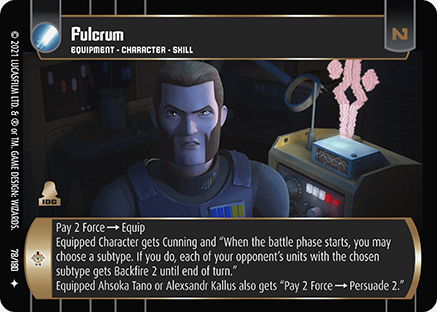 Fulcrum
EQUIPMENT - CHARACTER - SKILL
N
© 2021 LUCASFILM LTD. & ® or TM. GAME DESIGN: WIZARDS.
78/180
IDC
Pay 2 Force → Equip
Equipped Character gets Cunning and “When the battle phase starts, you may
choose a subtype. If you do, each of your opponent's units with the chosen
subtype gets Backfire 2 until end of turn.”
Equipped Ahsoka Tano or Alexsandr Kallus also gets “Pay 2 Force → Persuade 2.”